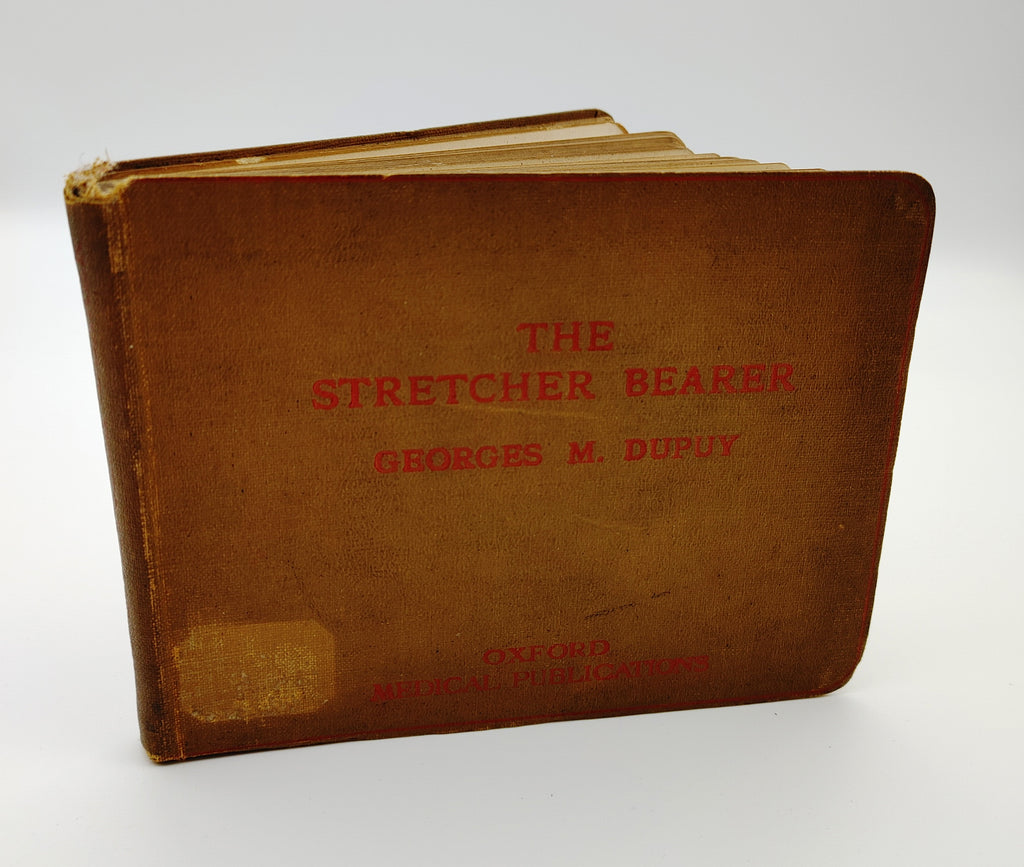 THE
STRETCHER BEARER
GEORGES M. DUPUY
OXFORD
MEDICAL PUBLICATIONS